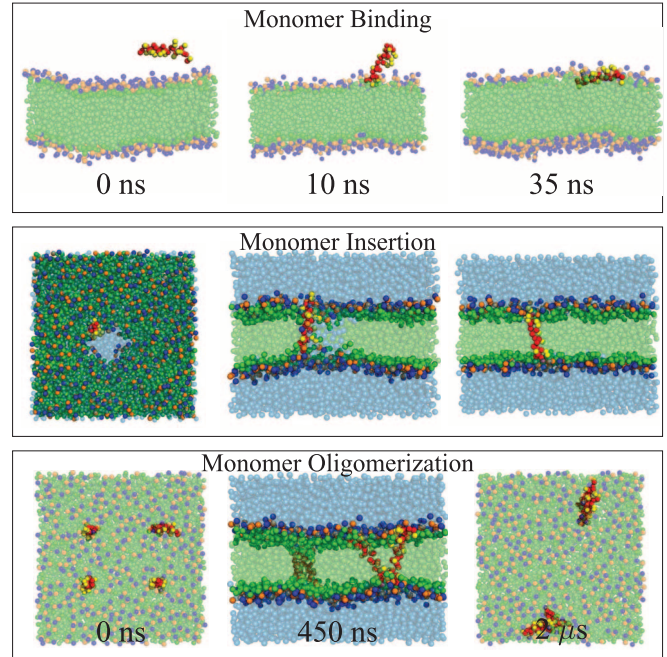 Monomer Binding
0 ns
10 ns
35 ns
Monomer Insertion
Monomer Oligomerization
0 ns
450 ns
2 μs